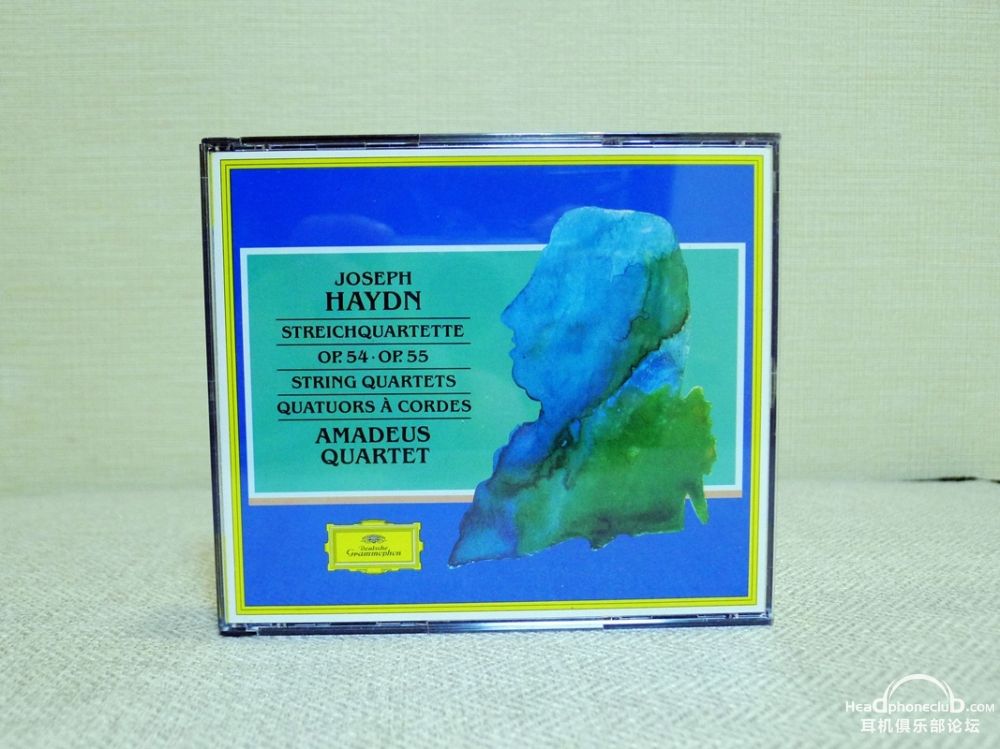 JOSEPH
HAYDN
STREICHQUARTETTE
OP. 54 · OP. 55
STRING QUARTETS
QUATUORS À CORDES
AMADEUS
QUARTET
Deutsche
Grammophon
HeadphoneclubD.com
耳机俱乐部论坛